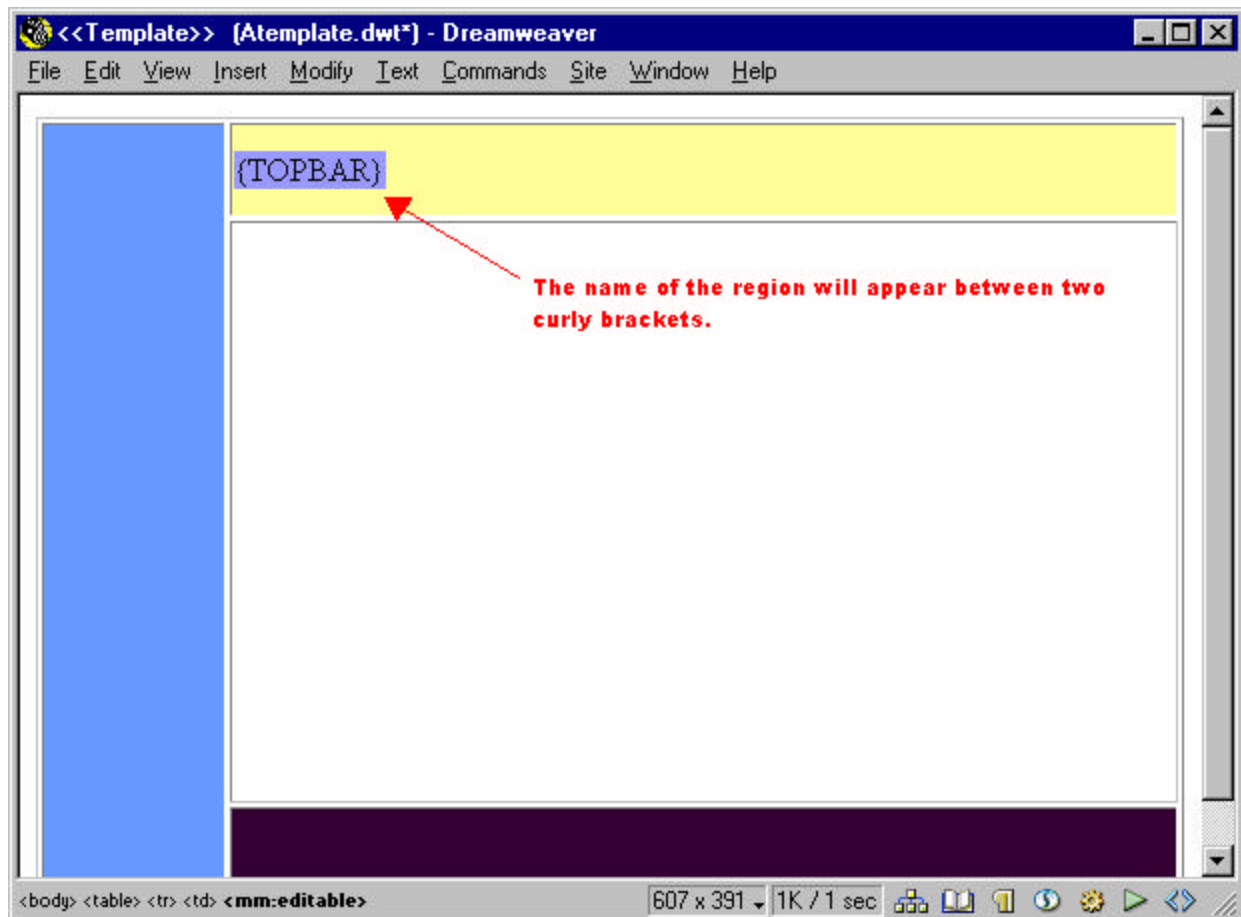 <<Template>> (Atemplate.dwt*) - Dreamweaver
File Edit View Insert Modify Text Commands Site Window Help
{TOPBAR}
The name of the region will appear between two
curly brackets.
<body> <table> <tr> <td> <mm:editable> 607 x 391 1K / 1 sec